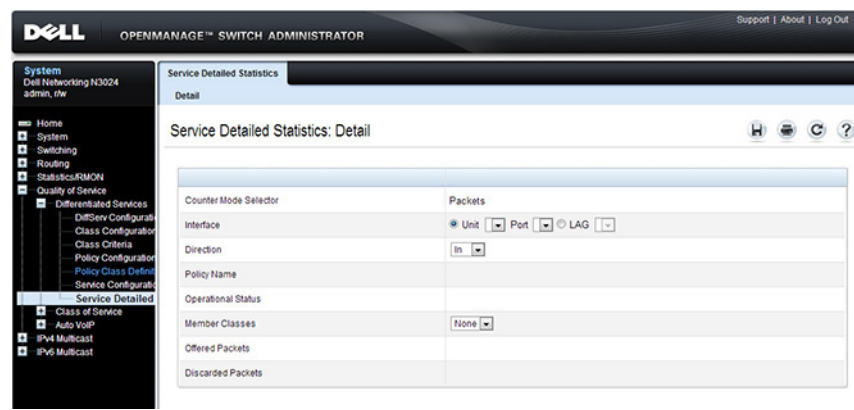 Support | About | Log Out
DELL OPENMANAGE™ SWITCH ADMINISTRATOR
System
Dell Networking N3024
admin, r/w
Home
System
Switching
Routing
Statistics/RMON
Quality of Service
Differentiated Services
DiffServ Configurati
Class Configuration
Class Criteria
Policy Configuration
Policy Class Definit
Service Configuratio
Service Detailed
Class of Service
Auto VoIP
IPv4 Multicast
IPv6 Multicast
Service Detailed Statistics
Detail
Service Detailed Statistics: Detail
Counter Mode Selector Packets
Interface Unit Port LAG
Direction In
Policy Name
Operational Status
Member Classes None
Offered Packets
Discarded Packets